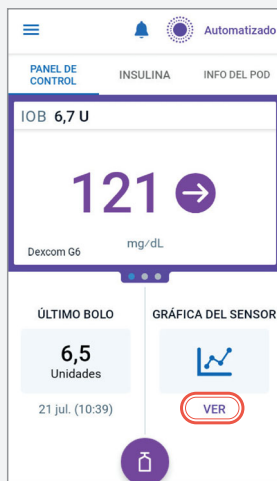 Automatizado
PANEL DE
CONTROL
INSULINA
INFO DEL POD
IOB 6,7 U
121
mg/dL
Dexcom G6
ÚLTIMO BOLO
GRÁFICA DEL SENSOR
6,5
Unidades
21 jul. (10:39)
VER